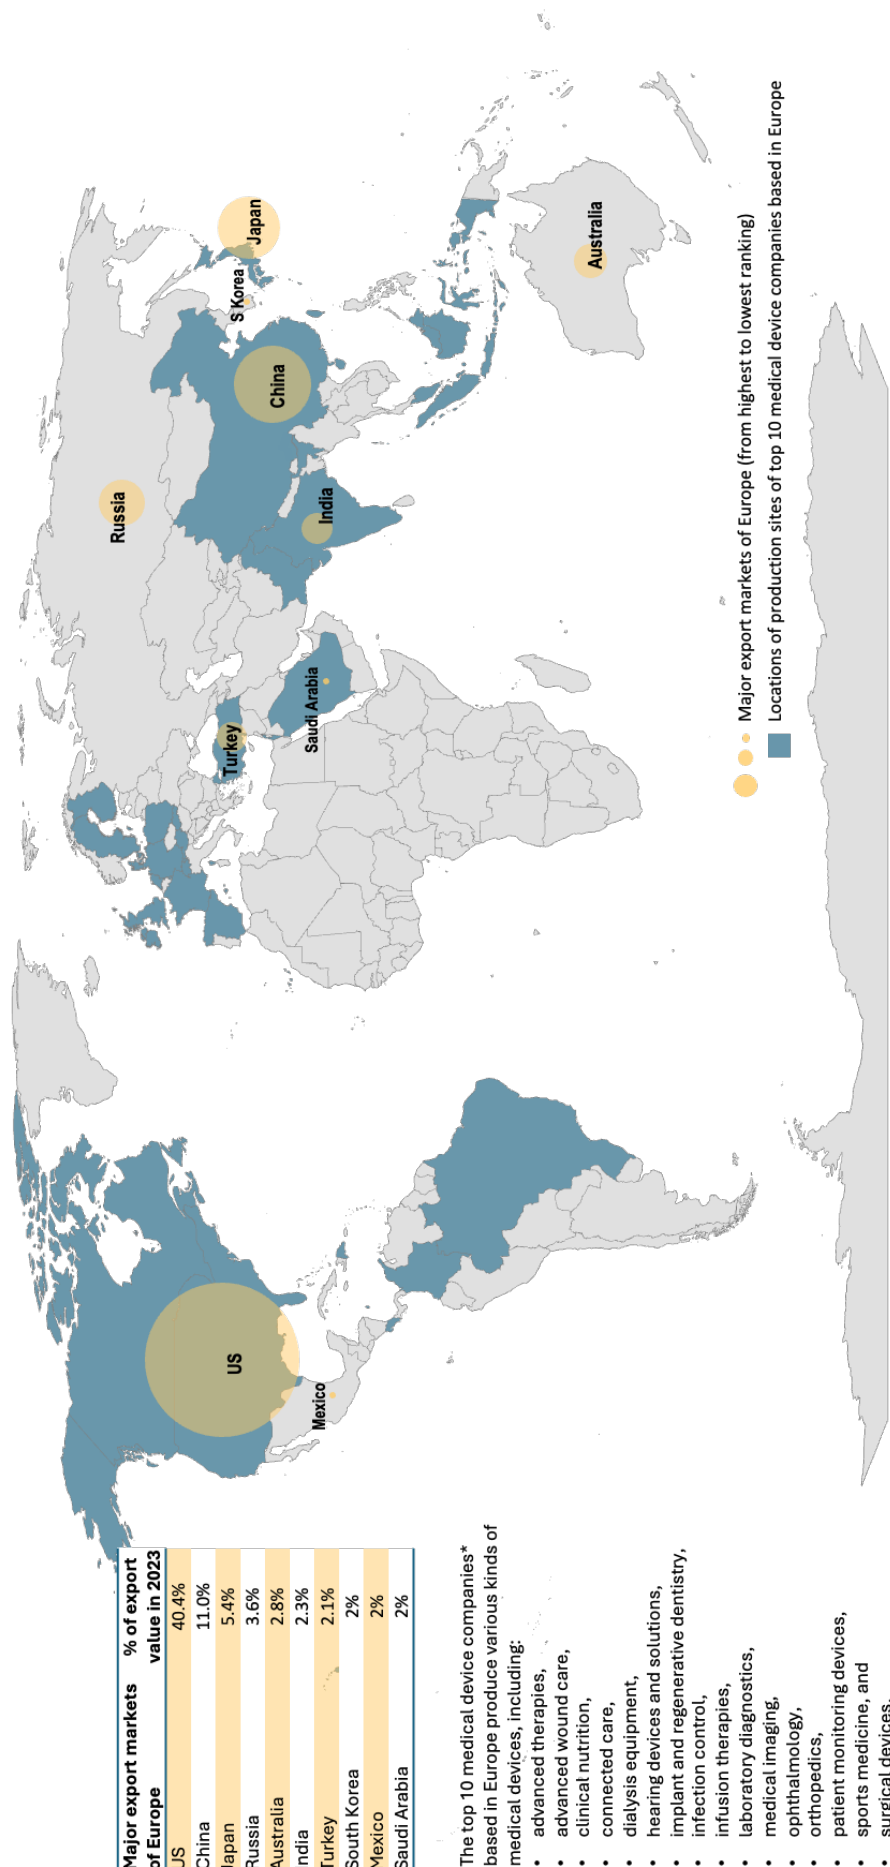 Major export markets of Europe % of export value in 2023
US 40.4%
China 11.0%
Japan 5.4%
Russia 3.6%
Australia 2.8%
India 2.3%
Turkey 2.1%
South Korea 2%
Mexico 2%
Saudi Arabia 2%
The top 10 medical device companies*
based in Europe produce various kinds of
medical devices, including:
• advanced therapies,
• advanced wound care,
• clinical nutrition,
• connected care,
• dialysis equipment,
• hearing devices and solutions,
• implant and regenerative dentistry,
• infection control,
• infusion therapies,
• laboratory diagnostics,
• medical imaging,
• ophthalmology,
• orthopedics,
• patient monitoring devices,
• sports medicine, and
• surgical devices.
US
Mexico
Russia
Turkey
Saudi Arabia
India
China
S Korea
Japan
Australia
Major export markets of Europe (from highest to lowest ranking)
Locations of production sites of top 10 medical device companies based in Europe